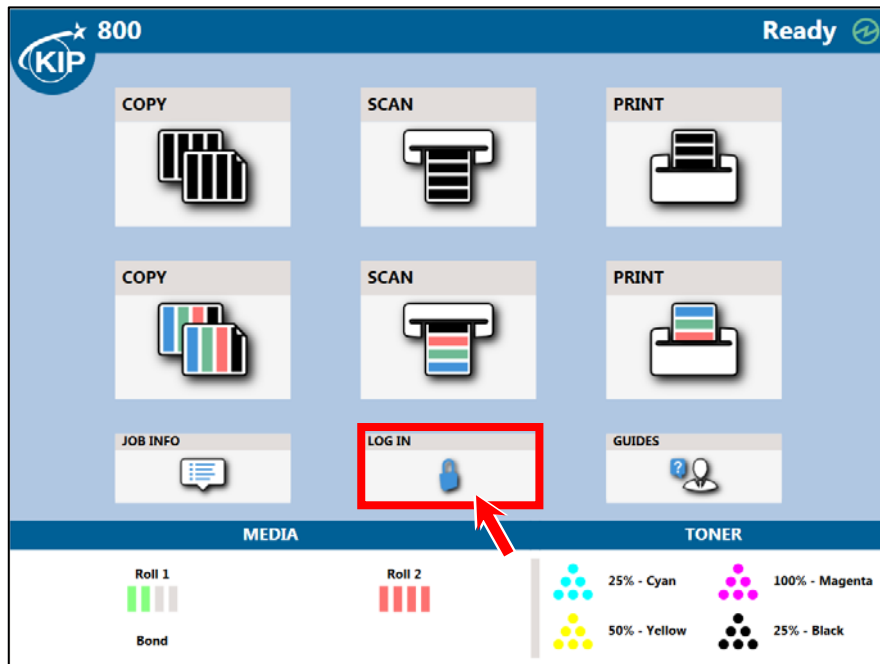 KIP
800
Ready
COPY
SCAN
PRINT
COPY
SCAN
PRINT
JOB INFO
LOG IN
GUIDES
?
MEDIA
TONER
Roll 1
Roll 2
Bond
25% - Cyan
100% - Magenta
50% - Yellow
25% - Black